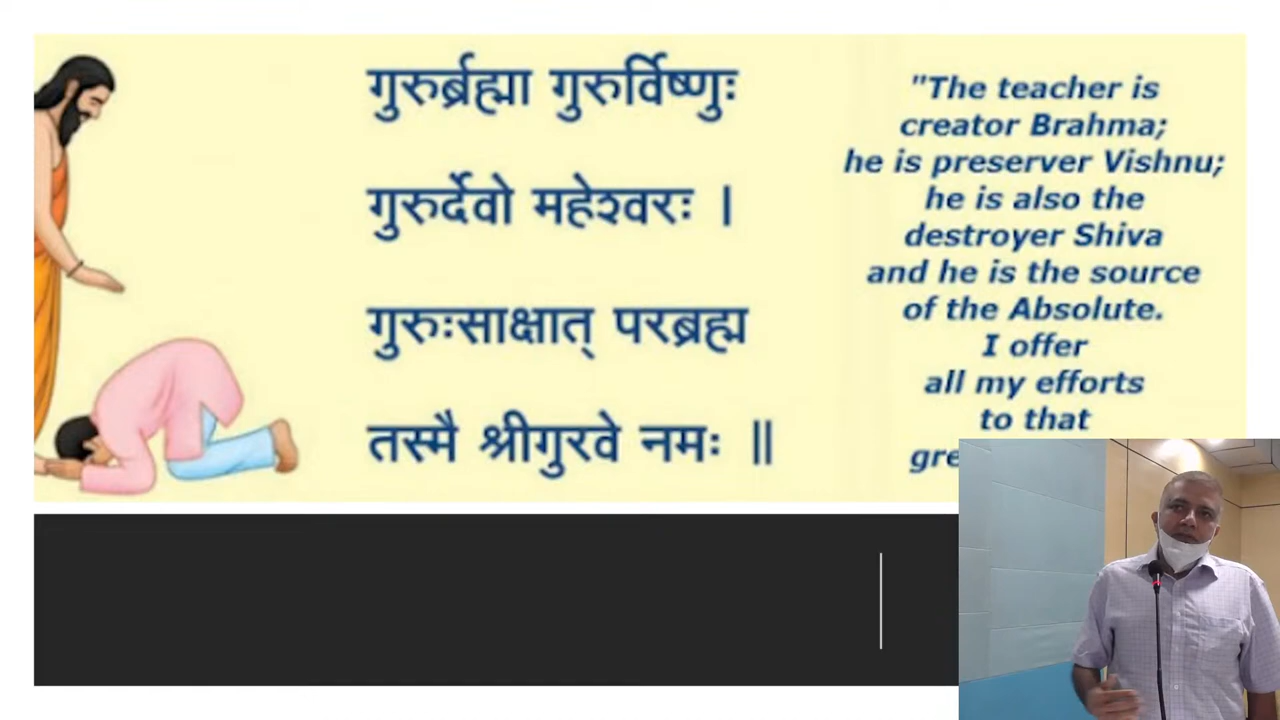 गुरुर्ब्रह्मा गुरुर्विष्णुः
गुरुर्देवो महेश्वरः ।
गुरुःसाक्षात् परब्रह्म
तस्मै श्रीगुरवे नमः ॥
"The teacher is
creator Brahma;
he is preserver Vishnu;
he is also the
destroyer Shiva
and he is the source
of the Absolute.
I offer
all my efforts
to that